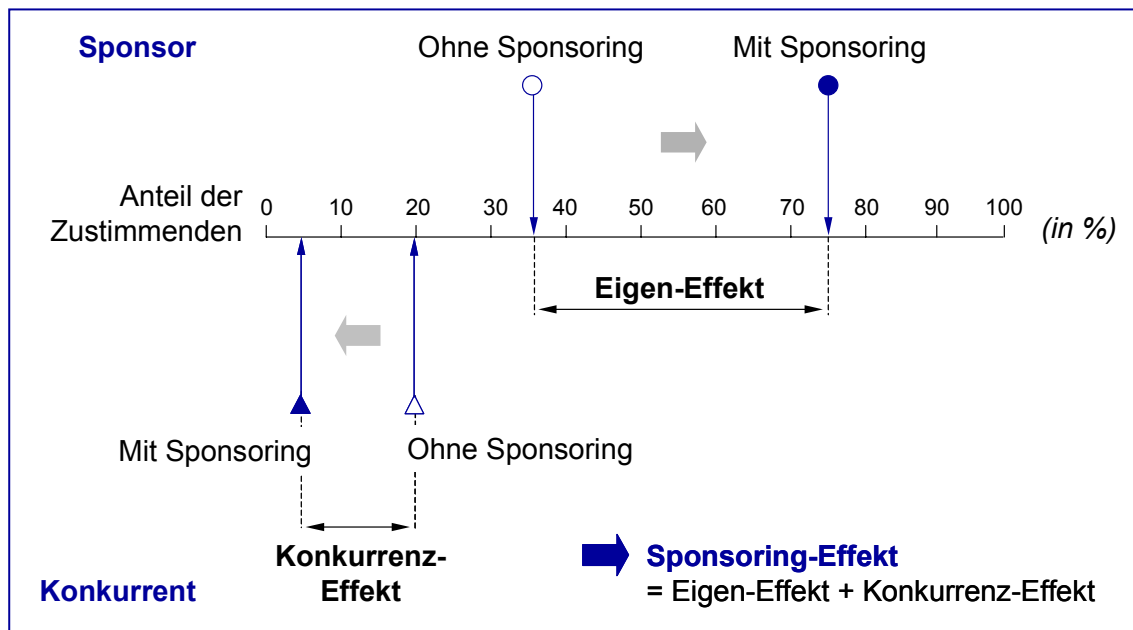 Sponsor
Ohne Sponsoring
Mit Sponsoring
Anteil der
Zustimmenden
0 10 20 30 40 50 60 70 80 90 100
(in %)
Eigen-Effekt
Mit Sponsoring
Ohne Sponsoring
Konkurrenz-
Effekt
Konkurrent
Sponsoring-Effekt
= Eigen-Effekt + Konkurrenz-Effekt